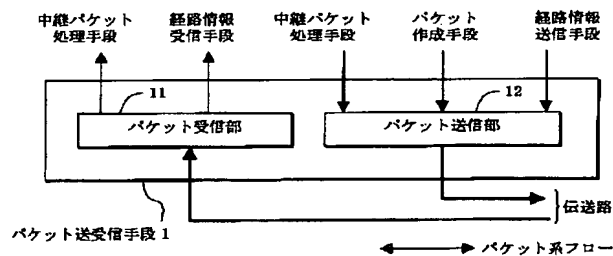 中継パケット
処理手段
経路情報
受信手段
中継パケット
処理手段
パケット
作成手段
経路情報
送信手段
11
12
パケット受信部
パケット送信部
伝送路
パケット送受信手段1
パケット系フロー